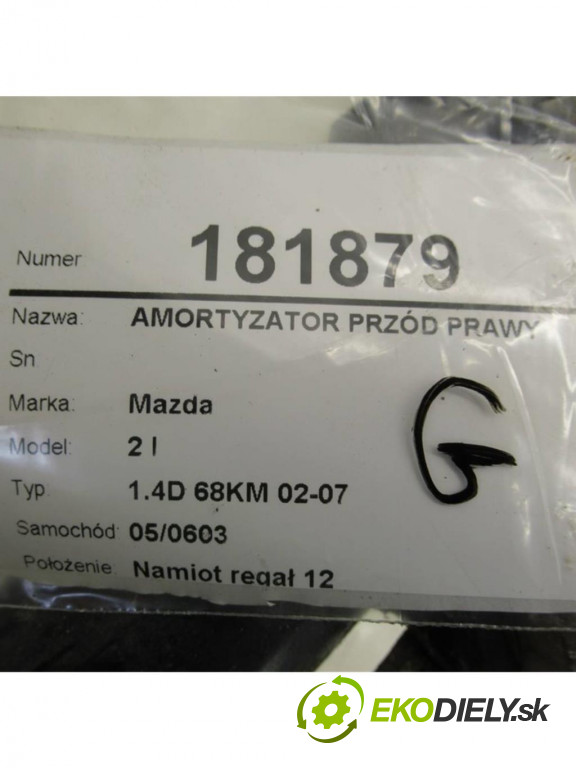 Numer 181879
Nazwa: AMORTYZATOR PRZÓD PRAWY
Sn
Marka: Mazda
Model: 2 I
Typ: 1.4D 68KM 02-07
Samochód: 05/0603
Położenie: Namiot regał 12
G
EKODIELY.sk